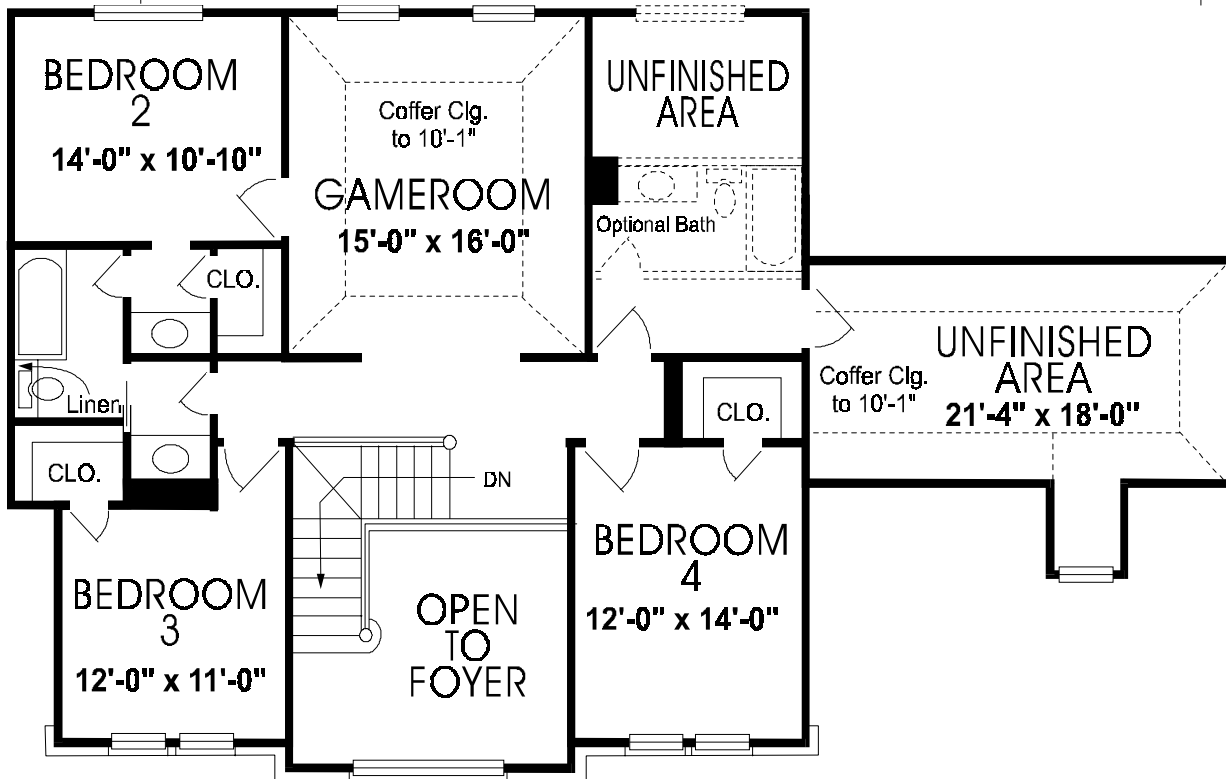 BEDROOM
2
14'-0" x 10'-10"
Coffer Clg.
to 10'-1"
GAMEROOM
15'-0" x 16'-0"
UNFINISHED
AREA
Optional Bath
CLO.
Linen
CLO.
UNFINISHED
AREA
21'-4" x 18'-0"
Coffer Clg.
to 10'-1"
CLO.
DN
BEDROOM
3
12'-0" x 11'-0"
OPEN
TO
FOYER
BEDROOM
4
12'-0" x 14'-0"